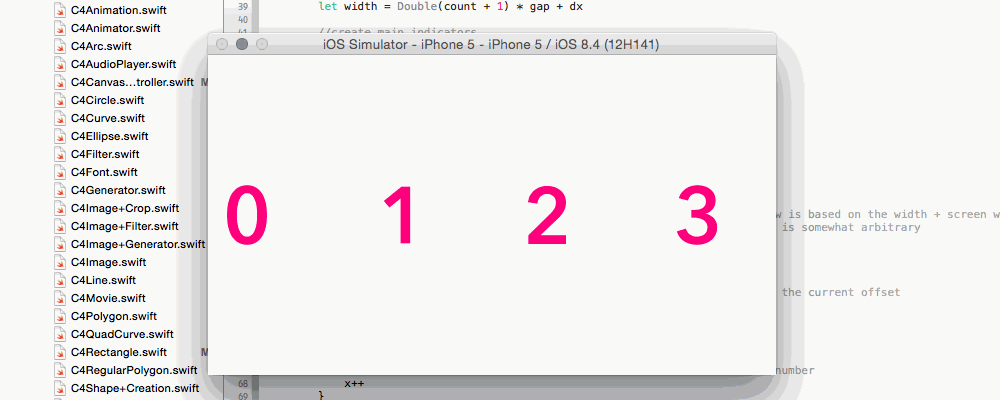 C4Animation.swift
C4Animator.swift
C4Arc.swift
C4AudioPlayer.swift
C4Canvas...troller.swift M
C4Circle.swift
C4Curve.swift
C4Ellipse.swift
C4Filter.swift
C4Font.swift
C4Generator.swift
C4Image+Crop.swift
C4Image+Filter.swift
C4Image+Generator.swift
C4Image.swift
C4Line.swift
C4Movie.swift
C4Polygon.swift
C4QuadCurve.swift
C4Rectangle.swift M
C4RegularPolygon.swift
C4Shape+Creation.swift
39 let width = Double(count + 1) * gap + dx
40
41 //create main indicators
iOS Simulator - iPhone 5 - iPhone 5 / iOS 8.4 (12H141)
0 1 2 3
w is based on the width + screen w
is somewhat arbitrary
the current offset
number
68 x++
69 }